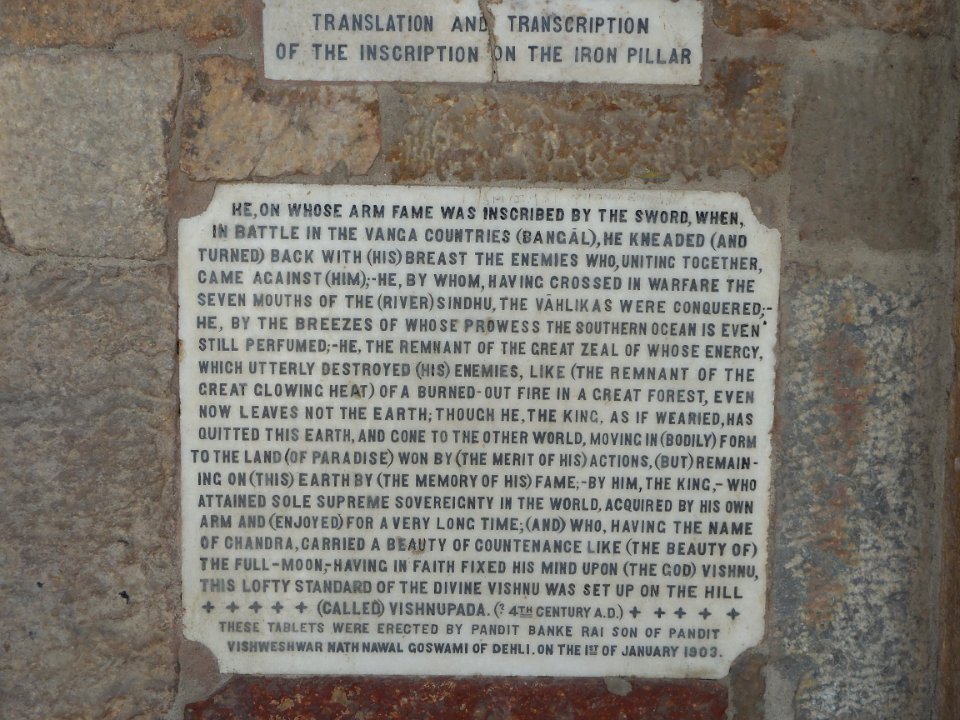 TRANSLATION AND TRANSCRIPTION
OF THE INSCRIPTION ON THE IRON PILLAR
HE, ON WHOSE ARM FAME WAS INSCRIBED BY THE SWORD, WHEN,
IN BATTLE IN THE VANGA COUNTRIES (BANGĀL), HE KNEADED (AND
TURNED) BACK WITH (HIS) BREAST THE ENEMIES WHO, UNITING TOGETHER,
CAME AGAINST (HIM);-HE, BY WHOM, HAVING CROSSED IN WARFARE THE
SEVEN MOUTHS OF THE (RIVER) SINDHU, THE VĀHLIKAS WERE CONQUERED;-
HE, BY THE BREEZES OF WHOSE PROWESS THE SOUTHERN OCEAN IS EVEN
STILL PERFUMED;-HE, THE REMNANT OF THE GREAT ZEAL OF WHOSE ENERGY,
WHICH UTTERLY DESTROYED (HIS) ENEMIES, LIKE (THE REMNANT OF THE
GREAT GLOWING HEAT) OF A BURNED-OUT FIRE IN A GREAT FOREST, EVEN
NOW LEAVES NOT THE EARTH; THOUGH HE, THE KING, AS IF WEARIED, HAS
QUITTED THIS EARTH, AND CONE TO THE OTHER WORLD, MOVING IN (BODILY) FORM
TO THE LAND (OF PARADISE) WON BY (THE MERIT OF HIS) ACTIONS, (BUT) REMAIN-
ING ON (THIS) EARTH BY (THE MEMORY OF HIS) FAME;-BY HIM, THE KING,- WHO
ATTAINED SOLE SUPREME SOVEREIGNTY IN THE WORLD, ACQUIRED BY HIS OWN
ARM AND (ENJOYED) FOR A VERY LONG TIME; (AND) WHO, HAVING THE NAME
OF CHANDRA, CARRIED A BEAUTY OF COUNTENANCE LIKE (THE BEAUTY OF)
THE FULL-MOON,-HAVING IN FAITH FIXED HIS MIND UPON (THE GOD) VISHNU,
THIS LOFTY STANDARD OF THE DIVINE VISHNU WAS SET UP ON THE HILL
+ + + + + (CALLED) VISHNUPADA. (? 4TH CENTURY A.D.) + + + + +
THESE TABLETS WERE ERECTED BY PANDIT BANKE RAI SON OF PANDIT
VISHWESHWAR NATH NAWAL GOSWAMI OF DEHLI. ON THE 1ST OF JANUARY 1903.